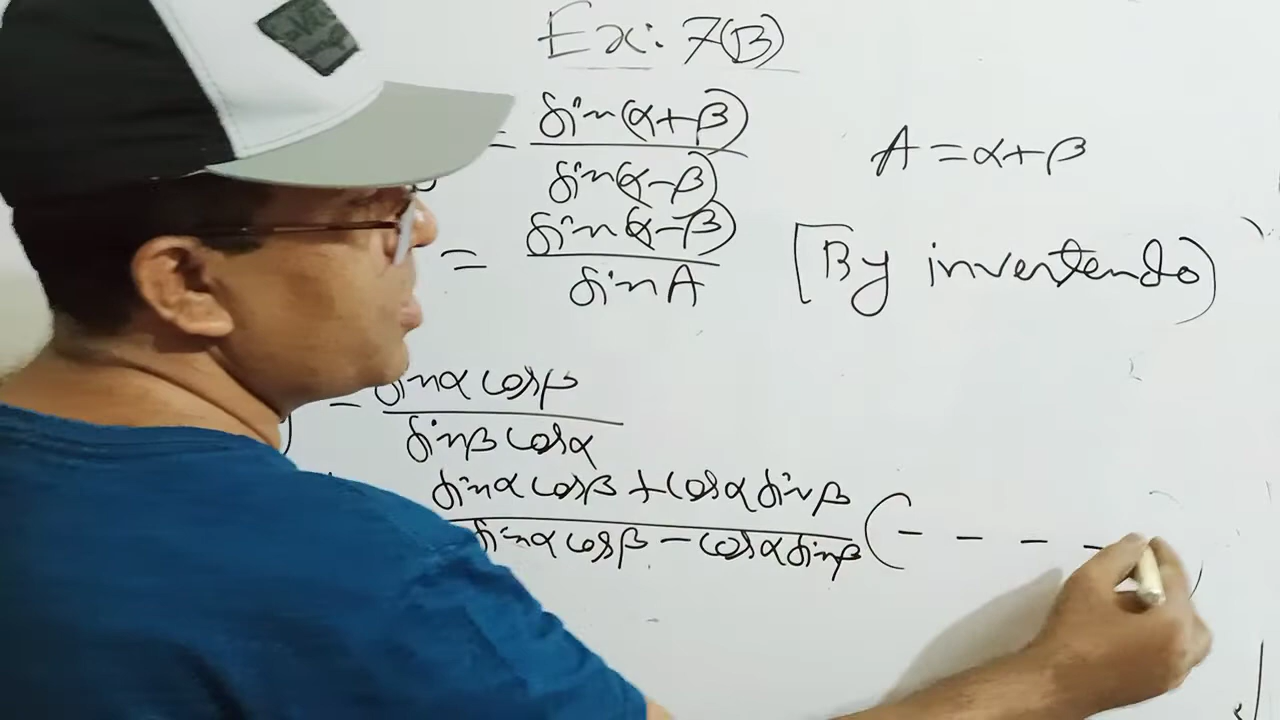 Ex: 7(B)
= sin(α+β) / sin(α-β)
A = α+β
= sin(α-β) / sin A
[By invertendo)
= sinα cosβ / sinβ cosα
sinα cosβ + cosα sinβ / sinα cosβ - cosα sinβ (- - - -